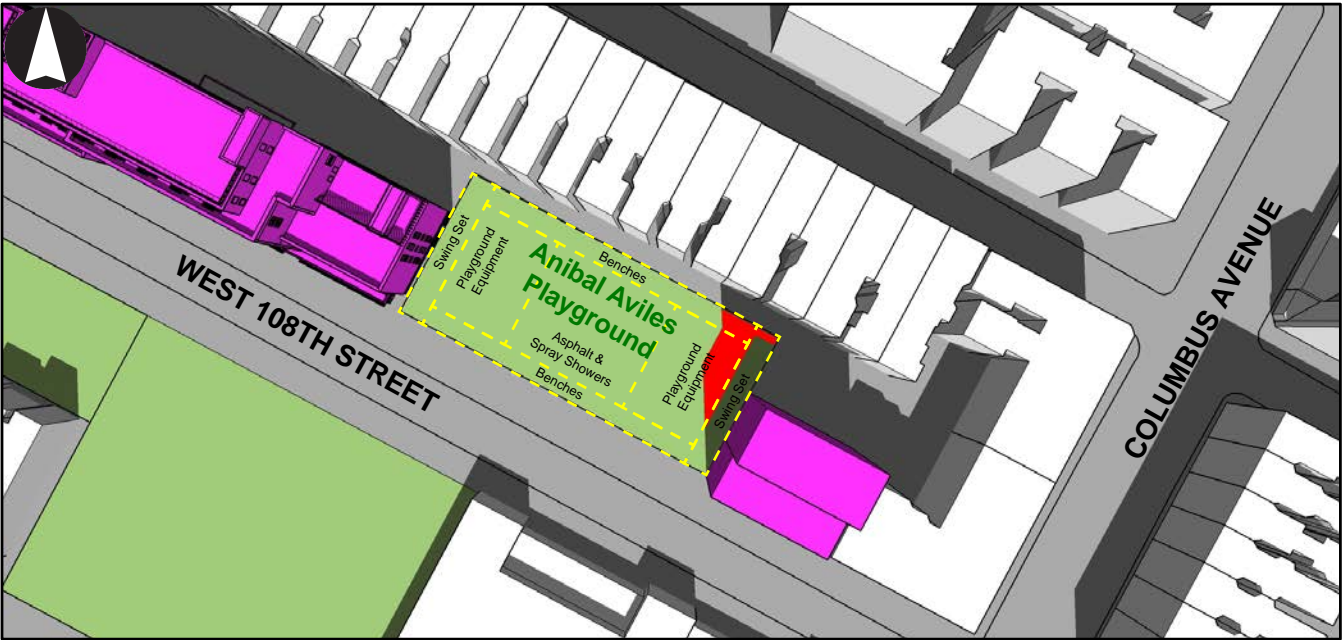 Swing Set
Playground
Equipment
Benches
Anibal Aviles
Playground
Asphalt &
Spray Showers
Benches
Playground
Equipment
Swing Set
WEST 108TH STREET
COLUMBUS AVENUE